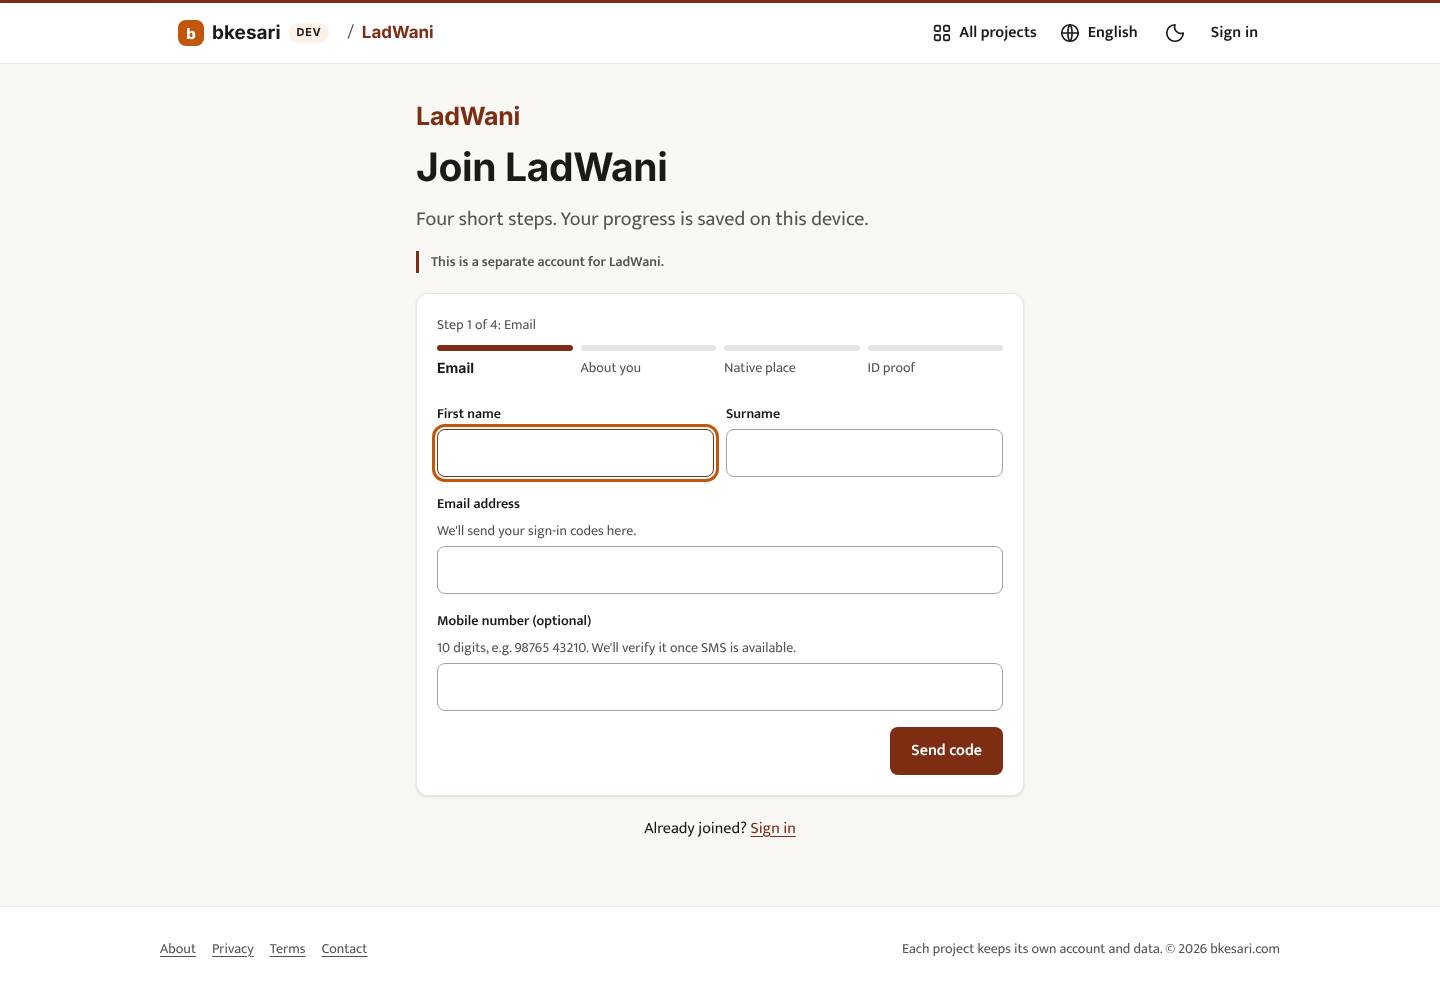 b bkesari DEV / LadWani All projects English Sign in
LadWani
Join LadWani
Four short steps. Your progress is saved on this device.
This is a separate account for LadWani.
Step 1 of 4: Email
Email About you Native place ID proof
First name Surname
Email address
We'll send your sign-in codes here.
Mobile number (optional)
10 digits, e.g. 98765 43210. We'll verify it once SMS is available.
Send code
Already joined? Sign in
About Privacy Terms Contact Each project keeps its own account and data. © 2026 bkesari.com